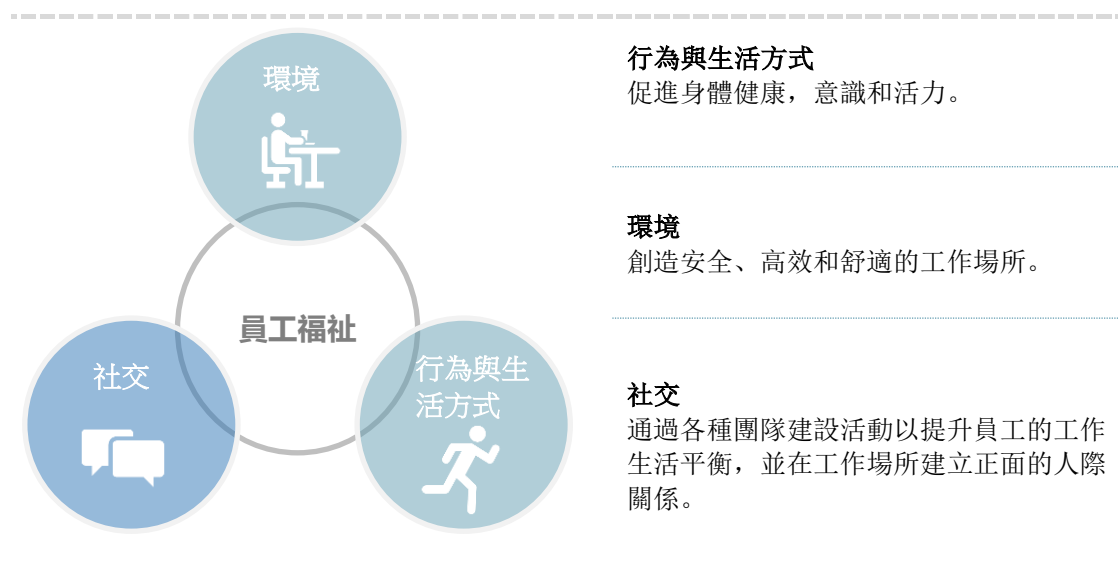 環境
員工福祉
社交
行為與生
活方式
行為與生活方式
促進身體健康，意識和活力。
環境
創造安全、高效和舒適的工作場所。
社交
通過各種團隊建設活動以提升員工的工作
生活平衡，並在工作場所建立正面的人際
關係。